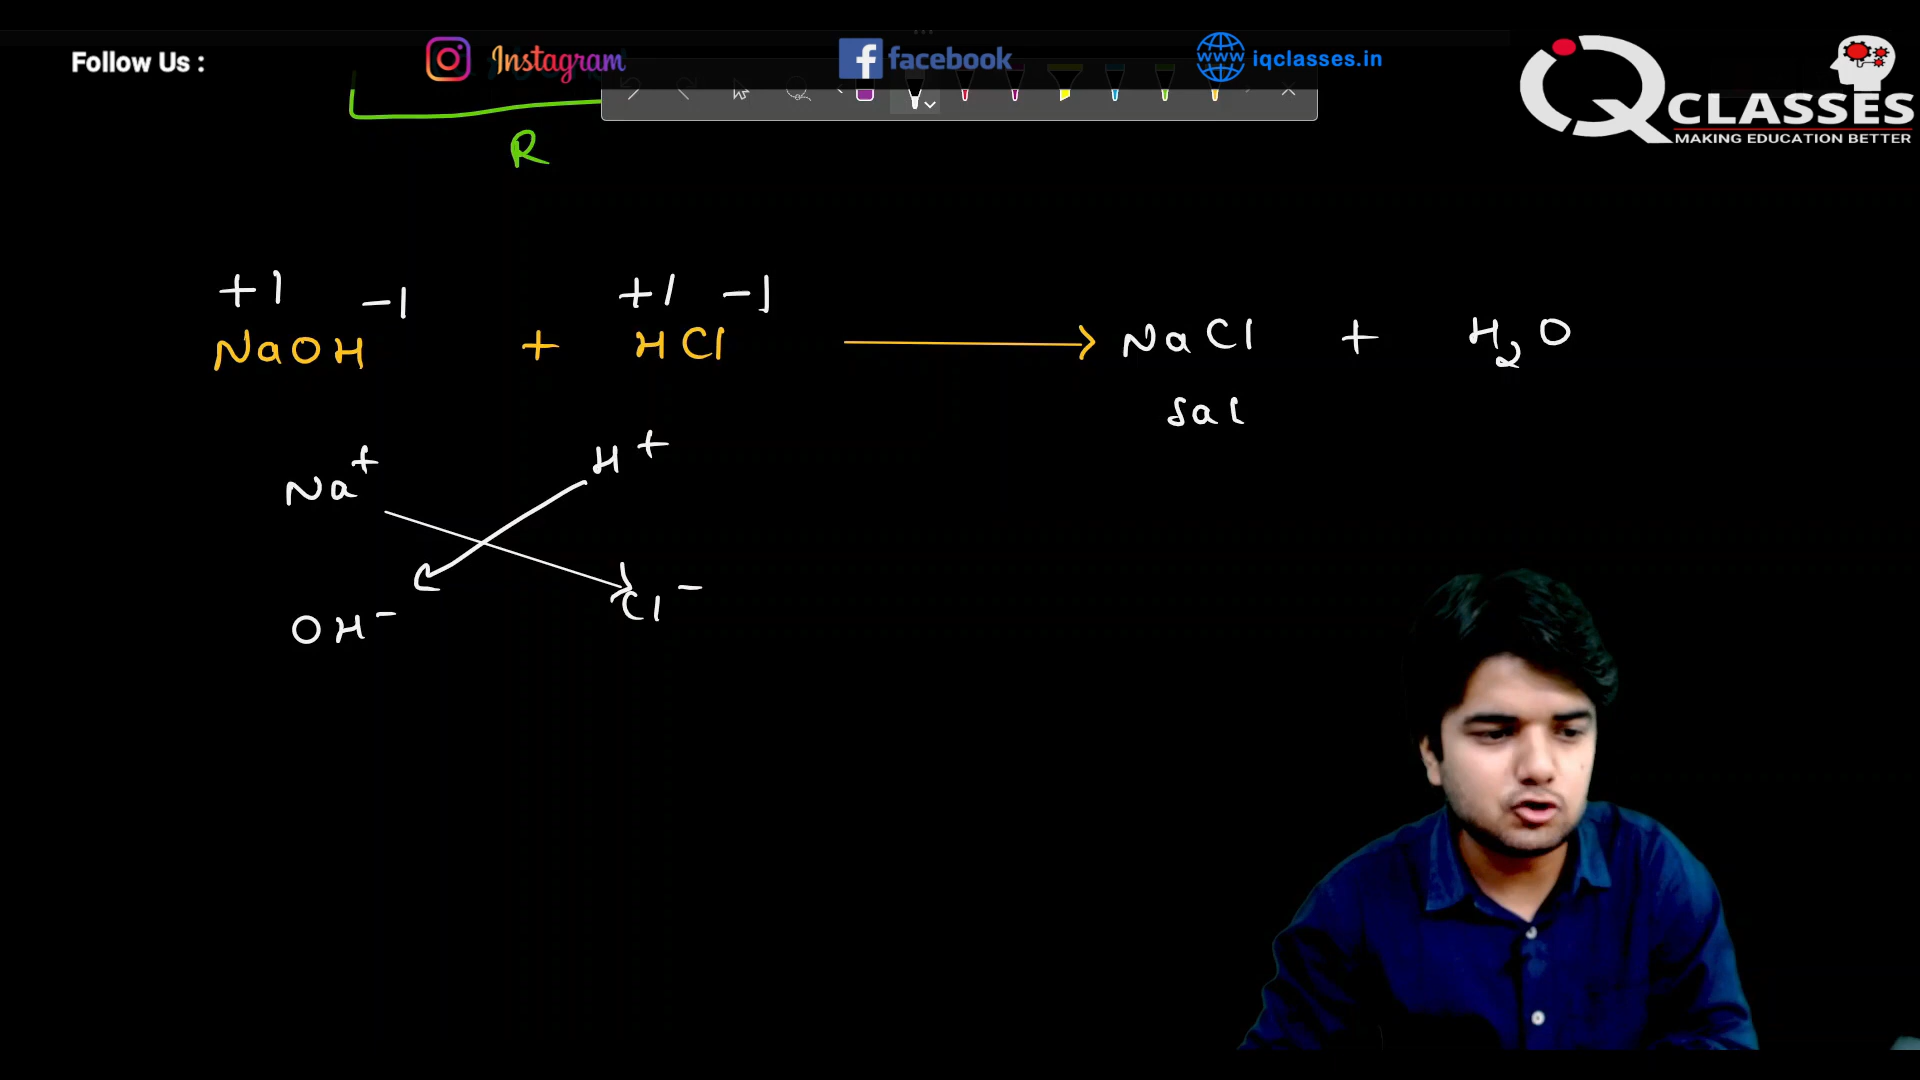 Follow Us :
Instagram
facebook
www
iqclasses.in
iQ CLASSES
MAKING EDUCATION BETTER
R
+1 -1 +1 -1
NaOH + HCl → NaCl + H₂O
sal
Na⁺ H⁺
OH⁻ Cl⁻